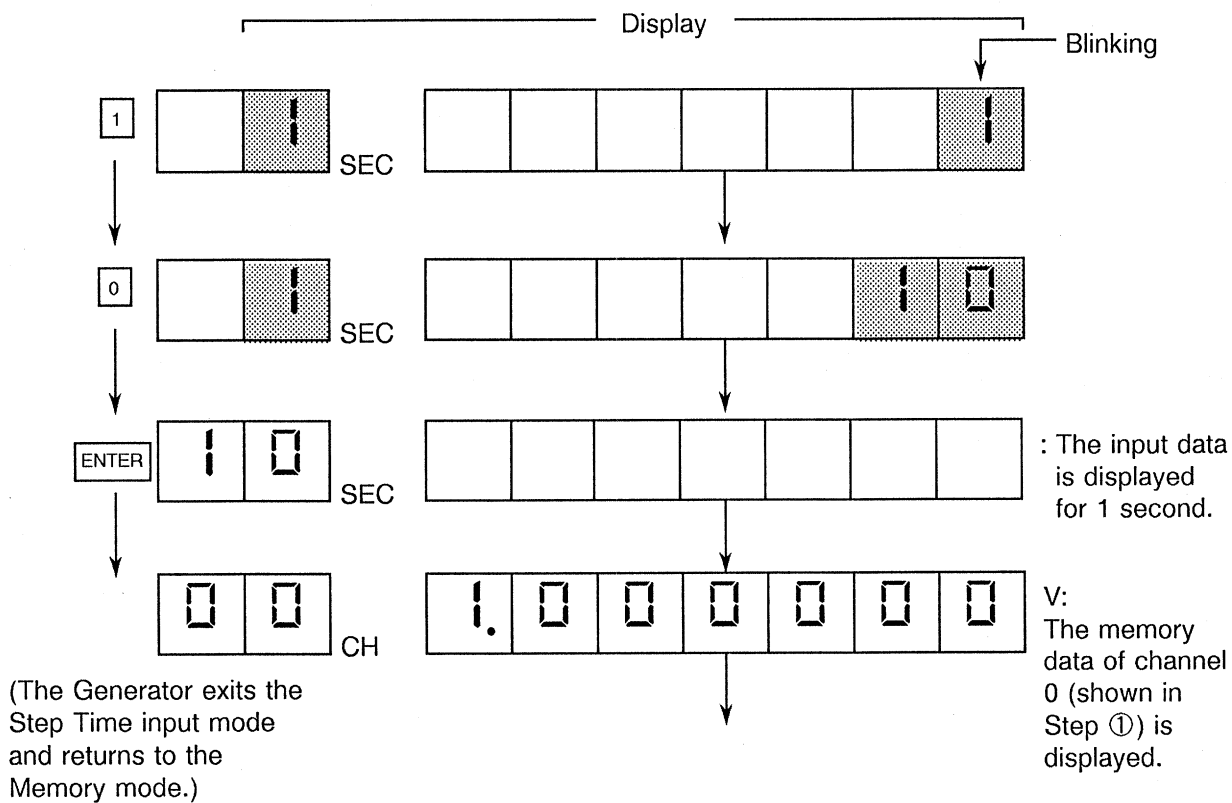 Display
Blinking
1
1
SEC
1
0
1
SEC
1 0
ENTER
1 0
SEC
: The input data
is displayed
for 1 second.
0 0
CH
1. 0 0 0 0 0 0
V:
The memory
data of channel
0 (shown in
Step ①) is
displayed.
(The Generator exits the
Step Time input mode
and returns to the
Memory mode.)